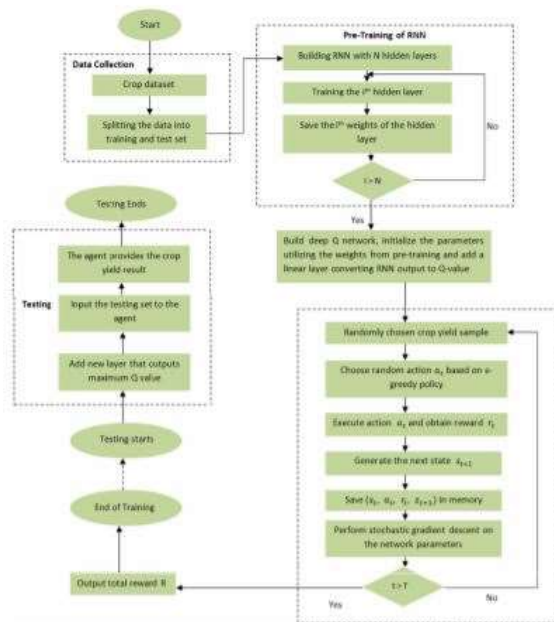 Start
Pre-Training of RNN
Data Collection
Building RNN with N hidden layers
Crop dataset
Training the iᵗʰ hidden layer
Splitting the data into
training and test set
Save the iᵗʰ weights of the hidden
layer
No
i > N
Yes
Build deep Q network, initialize the parameters
utilizing the weights from pre-training and add a
linear layer converting RNN output to Q-value
Randomly chosen crop yield sample
Choose random action aₜ based on ε-
greedy policy
Execute action aₜ and obtain reward rₜ
Generate the next state sₜ₊₁
Save (sₜ, aₜ, rₜ, sₜ₊₁) in memory
Perform stochastic gradient descent on
the network parameters
t > T
No
Yes
Output total reward R
End of Training
Testing starts
Testing
Add new layer that outputs
maximum Q value
Input the testing set to the
agent
The agent provides the crop
yield result
Testing Ends